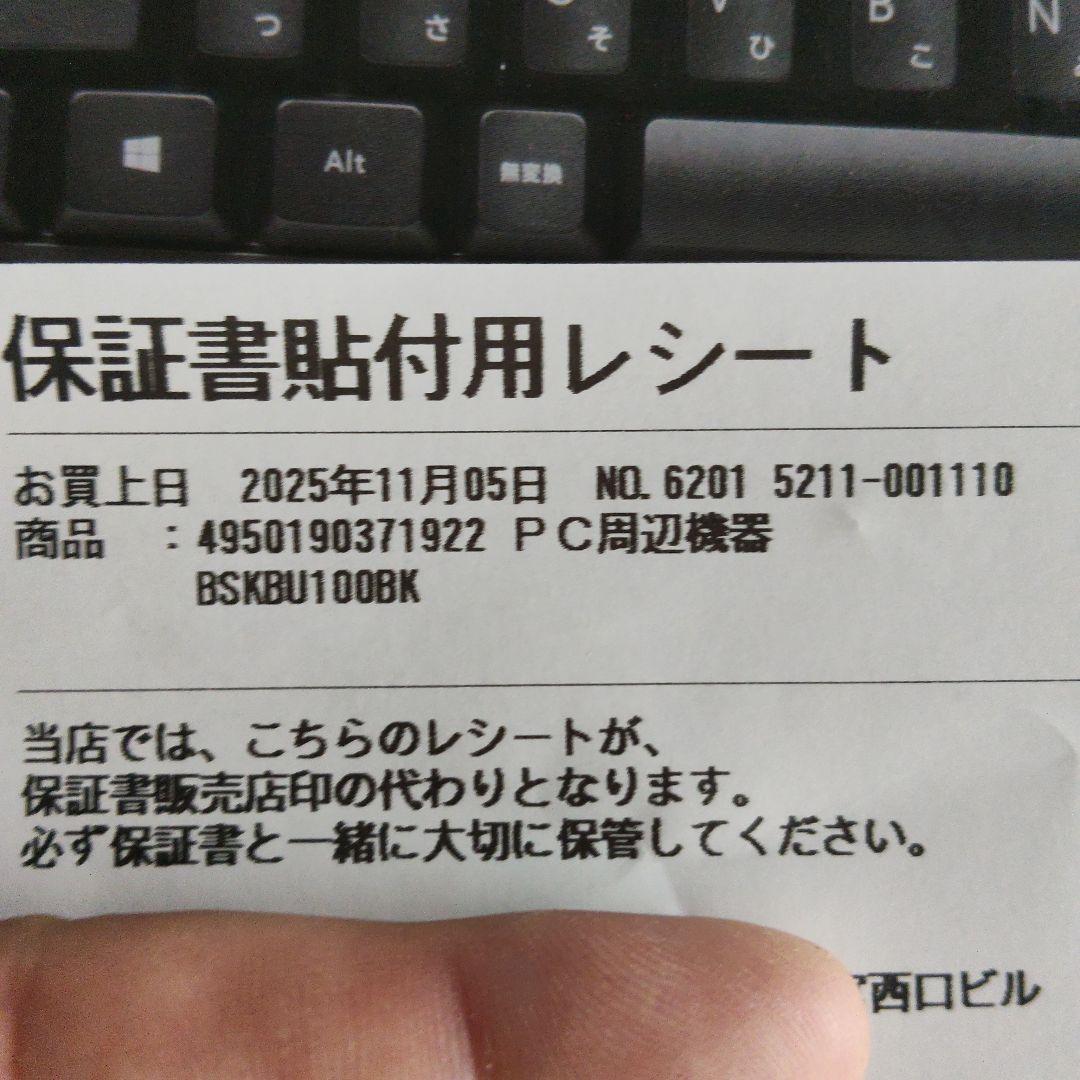 つ さ そ ひ B こ N
Alt 無変換
保証書貼付用レシート
お買上日 2025年11月05日 NO.6201 5211-001110
商品 :4950190371922 PC周辺機器
BSKBU100BK
当店では、こちらのレシートが、
保証書販売店印の代わりとなります。
必ず保証書と一緒に大切に保管してください。
西口ビル